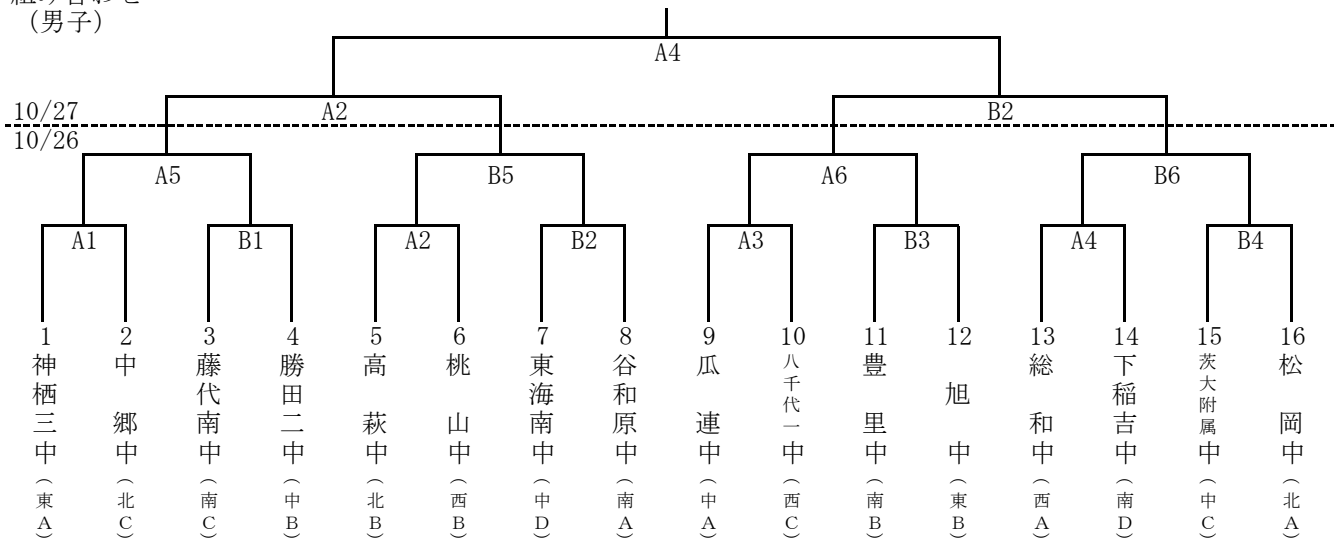 組み合わせ
(男子)
A4
10/27
A2
B2
10/26
A5
B5
A6
B6
A1
B1
A2
B2
A3
B3
A4
B4
1
神栖三中(東A)
2
中郷中(北C)
3
藤代南中(南C)
4
勝田二中(中B)
5
高萩中(北B)
6
桃山中(西B)
7
東海南中(中D)
8
谷和原中(南A)
9
瓜連中(中A)
10
八千代一中(西C)
11
豊里中(南B)
12
旭中(東B)
13
総和中(西A)
14
下稲吉中(南D)
15
茨大附属中(中C)
16
松岡中(北A)